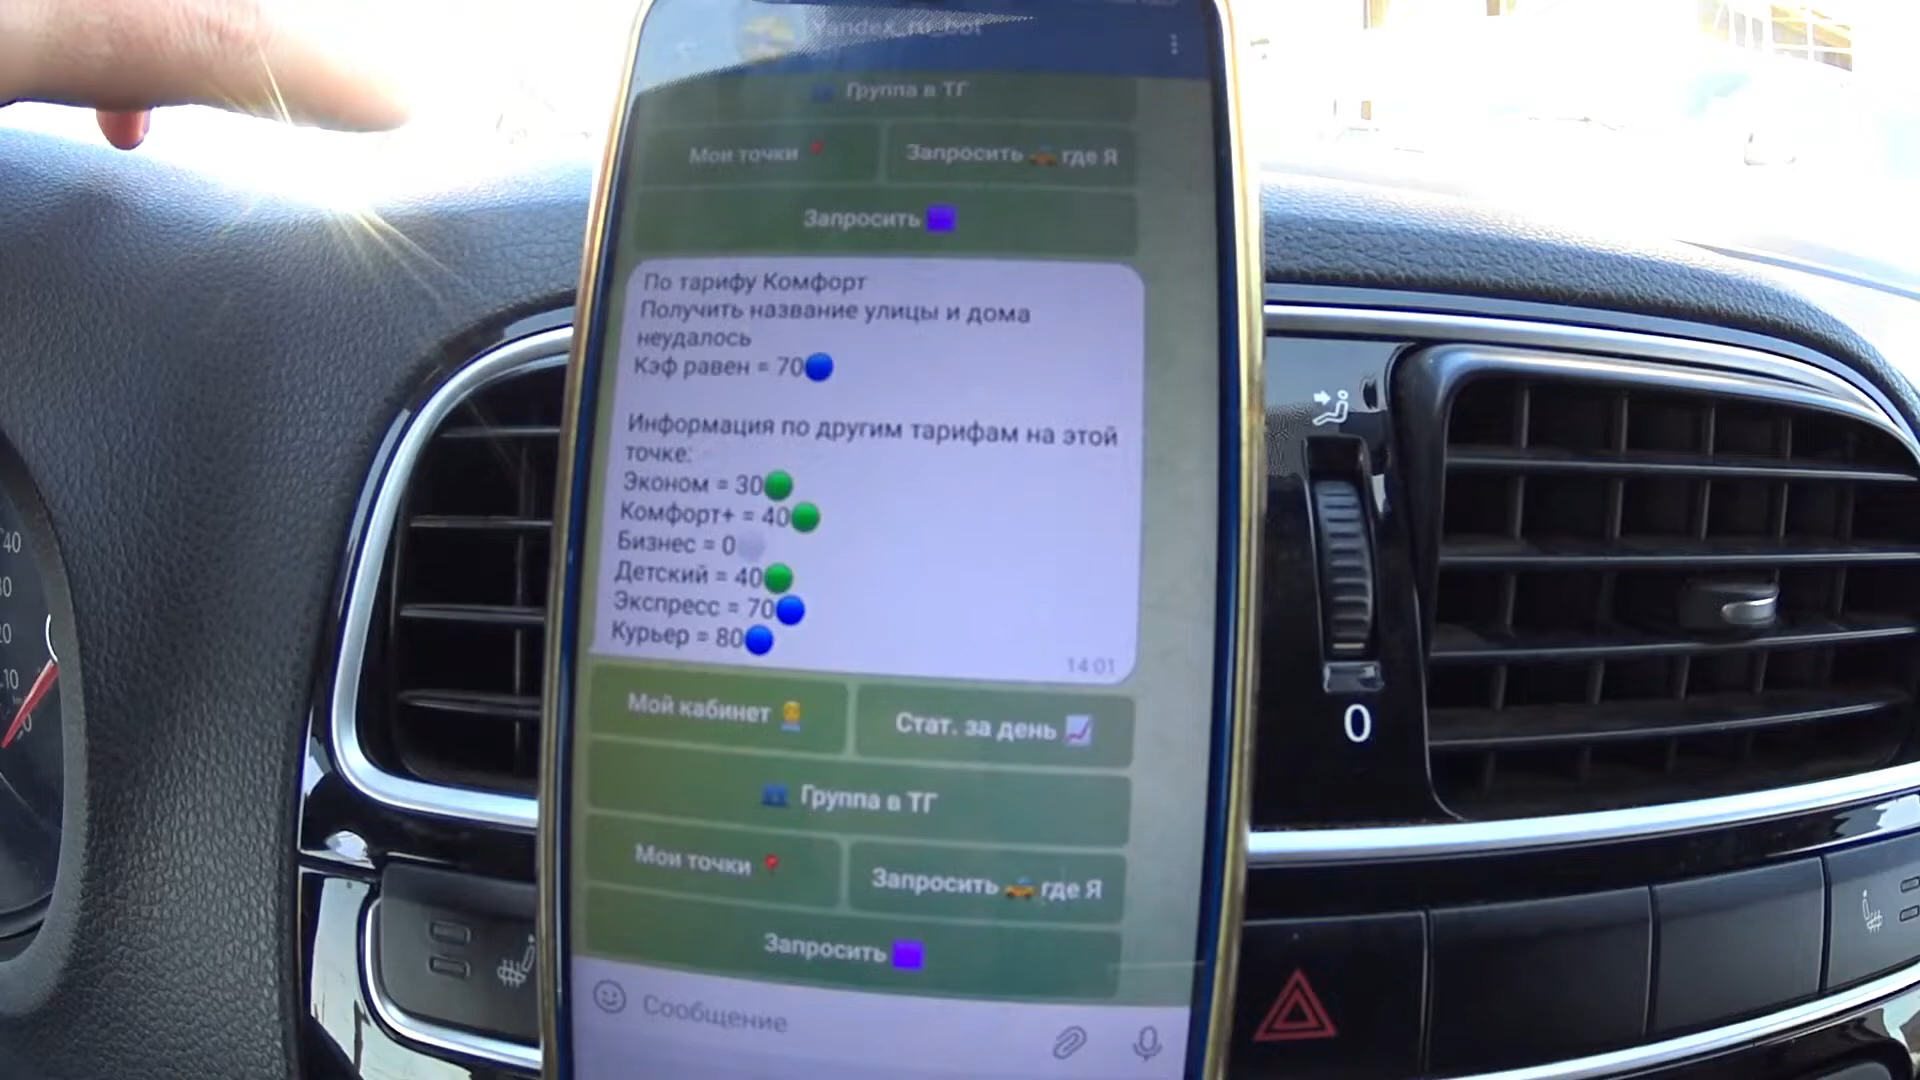 Yandex_ru_bot
Группа в ТГ
Мои точки
Запросить где Я
Запросить
По тарифу Комфорт
Получить название улицы и дома
неудалось
Кэф равен = 70
Информация по другим тарифам на этой
точке:
Эконом = 30
Комфорт+ = 40
Бизнес = 0
Детский = 40
Экспресс = 70
Курьер = 80
14:01
Мой кабинет
Стат. за день
Группа в ТГ
Мои точки
Запросить где Я
Запросить
Сообщение
0